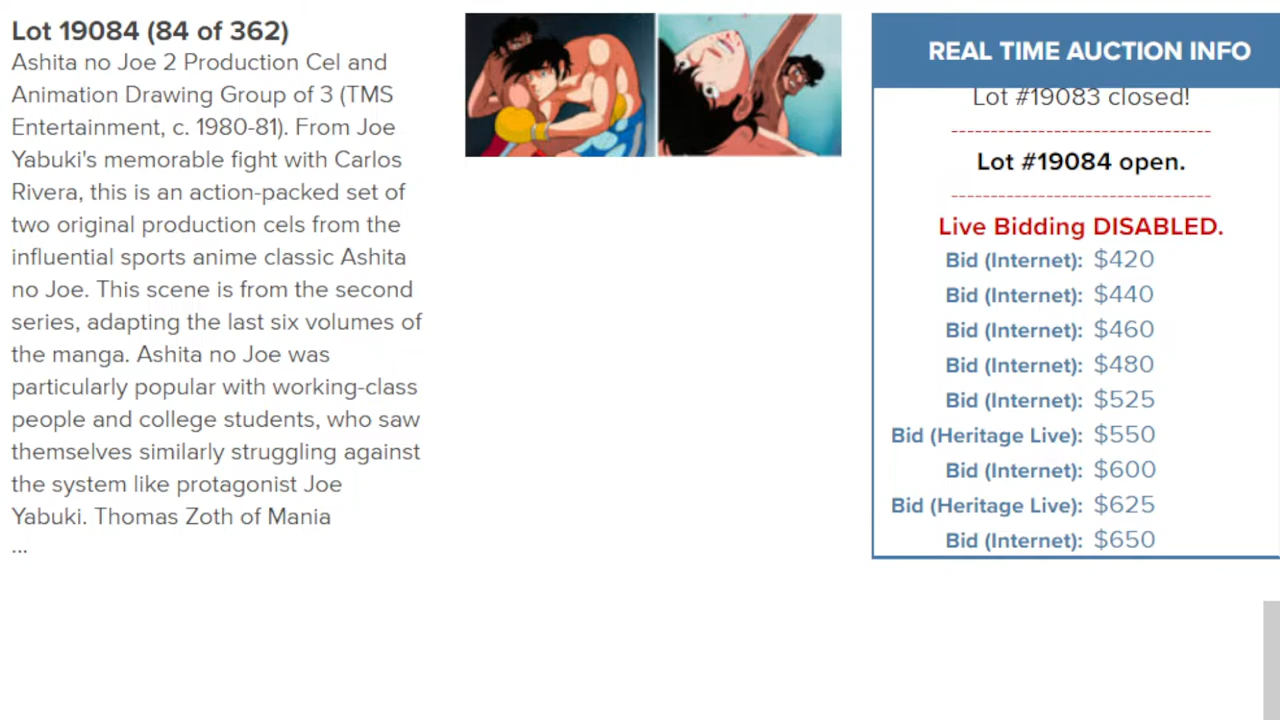 Lot 19084 (84 of 362)
Ashita no Joe 2 Production Cel and
Animation Drawing Group of 3 (TMS
Entertainment, c. 1980-81). From Joe
Yabuki's memorable fight with Carlos
Rivera, this is an action-packed set of
two original production cels from the
influential sports anime classic Ashita
no Joe. This scene is from the second
series, adapting the last six volumes of
the manga. Ashita no Joe was
particularly popular with working-class
people and college students, who saw
themselves similarly struggling against
the system like protagonist Joe
Yabuki. Thomas Zoth of Mania
...
REAL TIME AUCTION INFO
Lot #19083 closed!
--------------------------------
Lot #19084 open.
--------------------------------
Live Bidding DISABLED.
Bid (Internet): $420
Bid (Internet): $440
Bid (Internet): $460
Bid (Internet): $480
Bid (Internet): $525
Bid (Heritage Live): $550
Bid (Internet): $600
Bid (Heritage Live): $625
Bid (Internet): $650